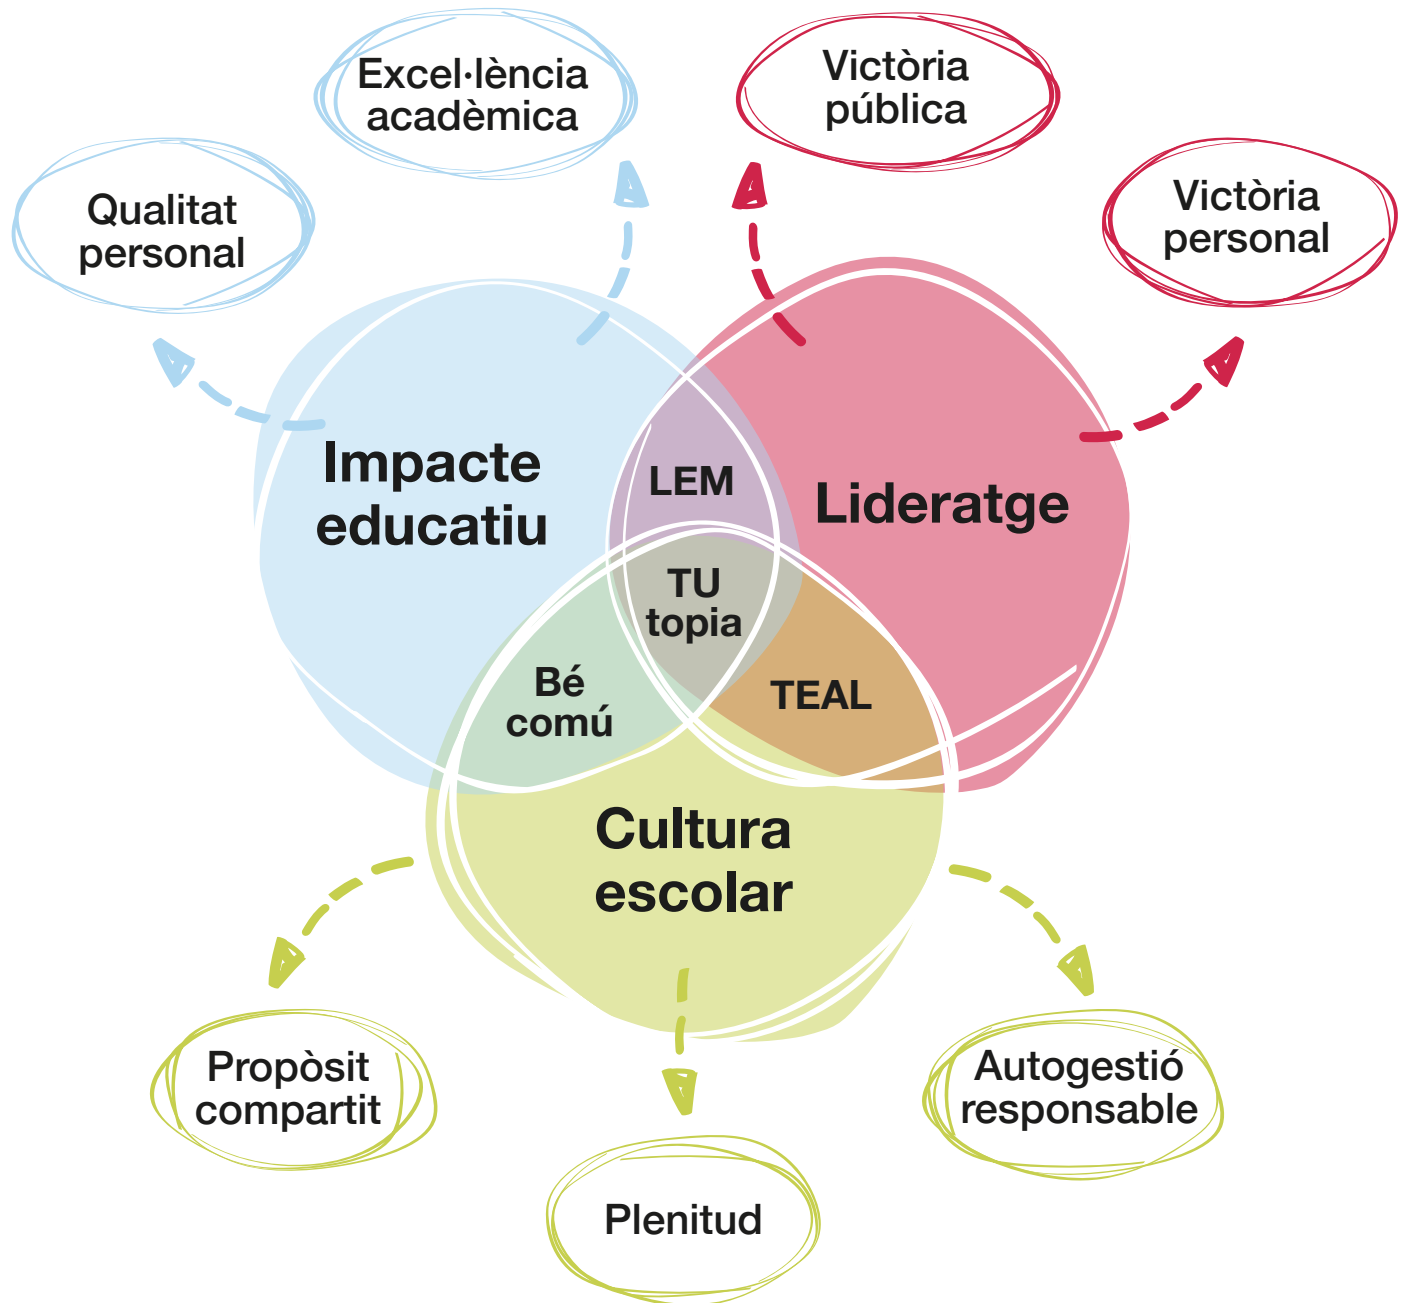 Excel·lència
acadèmica
Victòria
pública
Qualitat
personal
Victòria
personal
Impacte
educatiu
LEM
Lideratge
TU
topia
Bé
comú
TEAL
Cultura
escolar
Propòsit
compartit
Autogestió
responsable
Plenitud